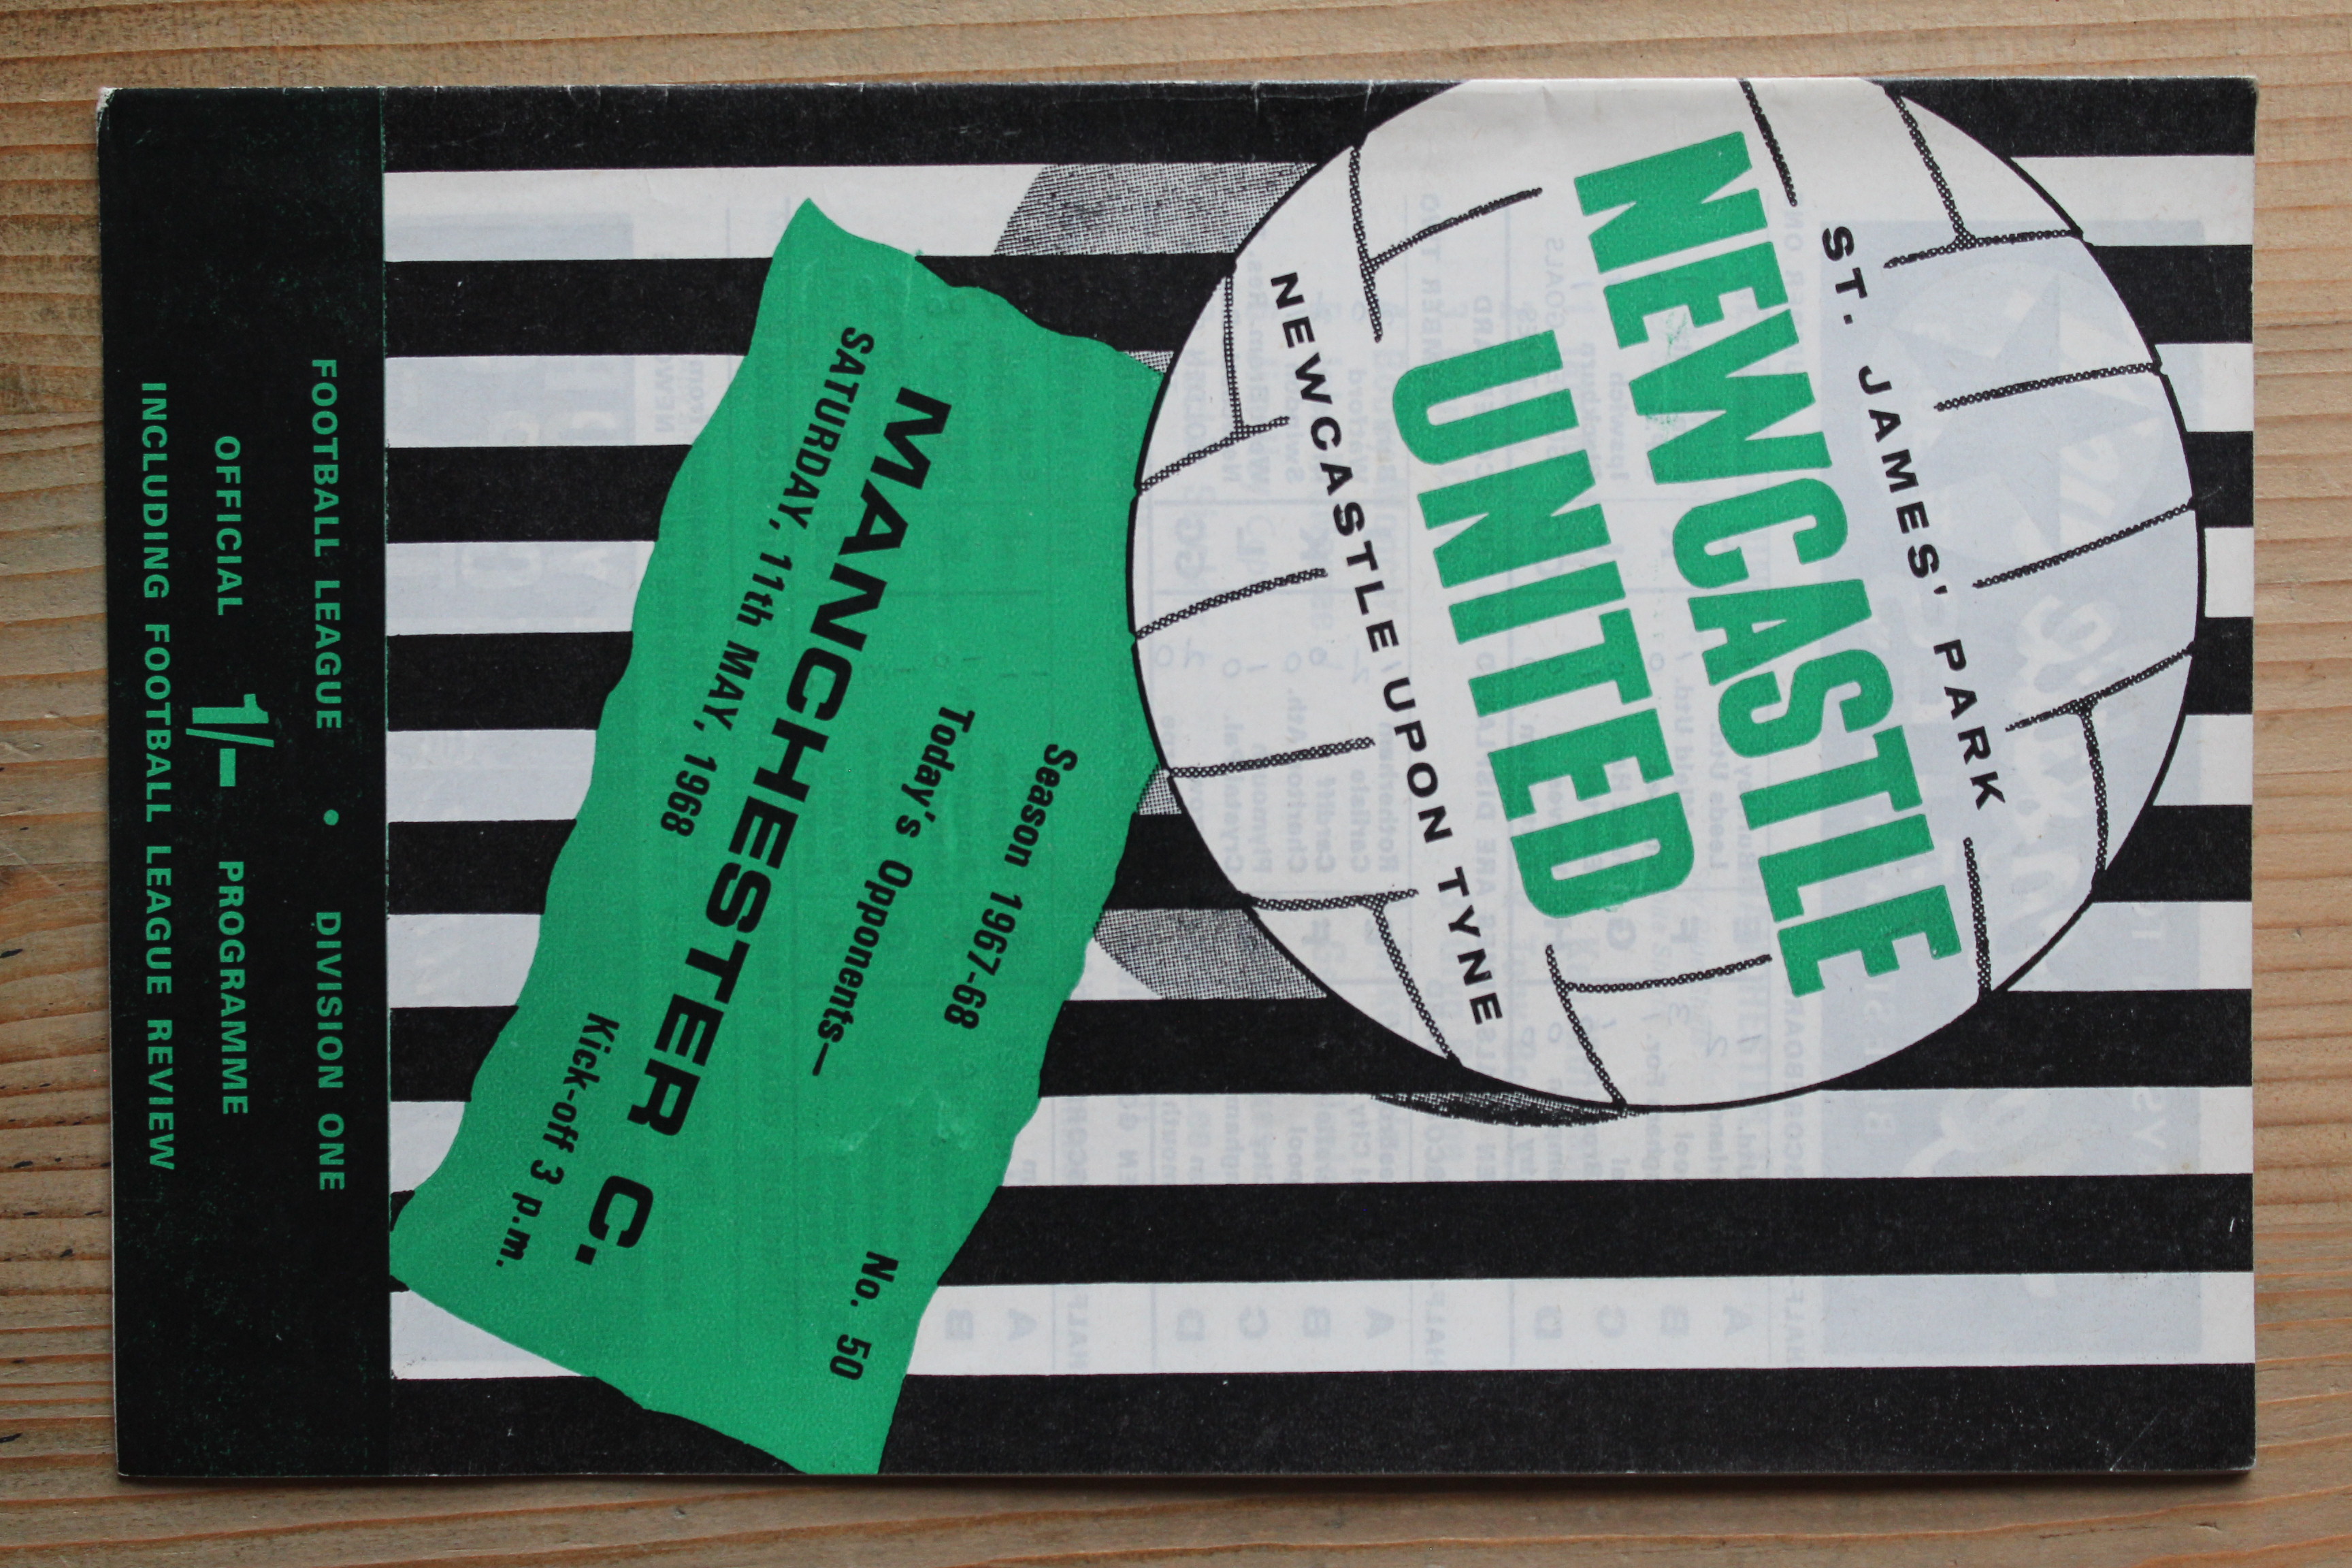 ST. JAMES' PARK
NEWCASTLE
UNITED
NEWCASTLE UPON TYNE
Season 1967-68
No. 50
Today's Opponents—
MANCHESTER C.
SATURDAY, 11th MAY, 1968
Kick-off 3 p.m.
FOOTBALL LEAGUE • DIVISION ONE
OFFICIAL 1/- PROGRAMME
INCLUDING FOOTBALL LEAGUE REVIEW